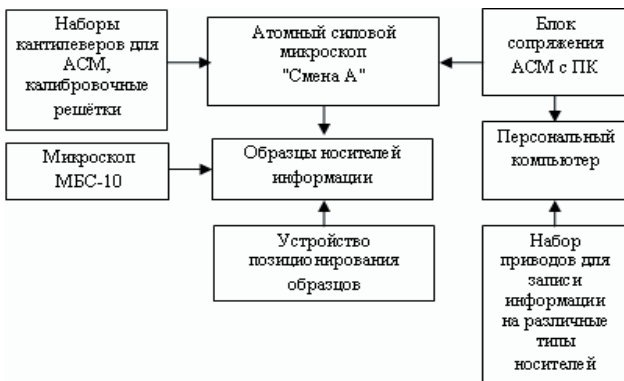 Наборы
кантилеверов для
АСМ,
калибровочные
решётки
Атомный силовой
микроскоп
"Смена А"
Блок
сопряжения
АСМ с ПК
Микроскоп
МБС-10
Образцы носителей
информации
Персональный
компьютер
Устройство
позиционирования
образцов
Набор
приводов для
записи
информации
на различные
типы
носителей